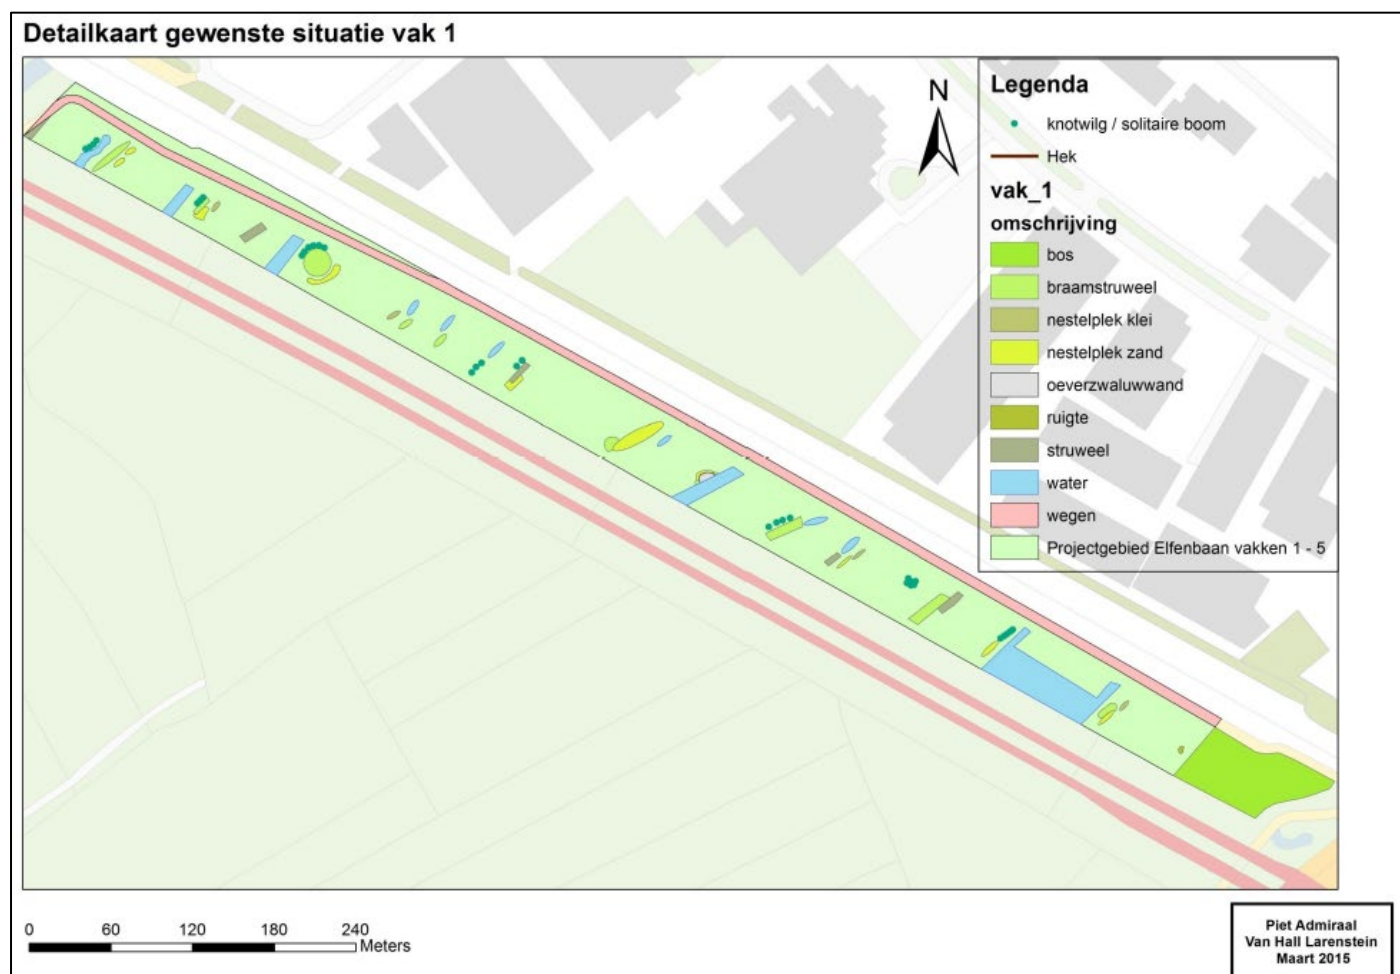 Detailkaart gewenste situatie vak 1
N
Legenda
knotwilg / solitaire boom
Hek
vak_1
omschrijving
bos
braamstruweel
nestelplek klei
nestelplek zand
oeverzwaluwwand
ruigte
struweel
water
wegen
Projectgebied Elfenbaan vakken 1 - 5
0 60 120 180 240
Meters
Piet Admiraal
Van Hall Larenstein
Maart 2015